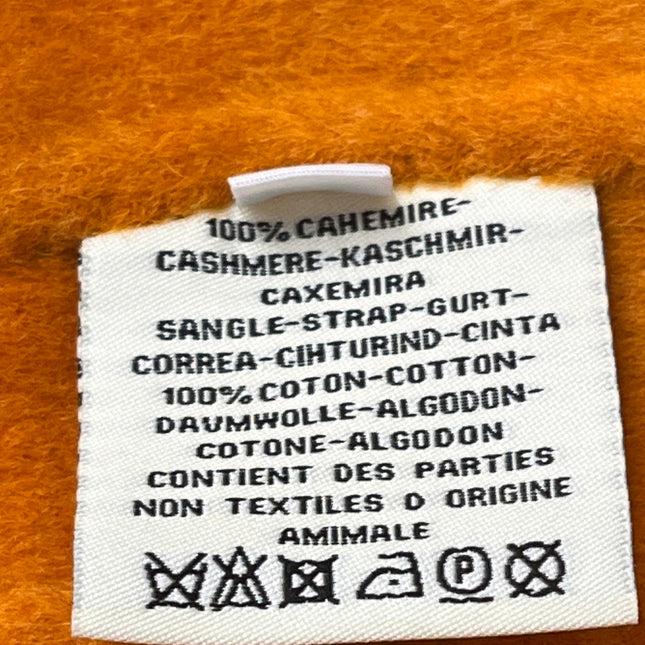 100% CAHEMIRE-
CASHMERE-KASCHMIR-
CAXEMIRA
SANGLE-STRAP-GURT-
CORREA-CIHTURIND-CINTA
100% COTON-COTTON-
DAVMWOLLE-ALGODON-
COTONE-ALGODON
CONTIENT DES PARTIES
NON TEXTILES D ORIGINE
AMIMALE
P